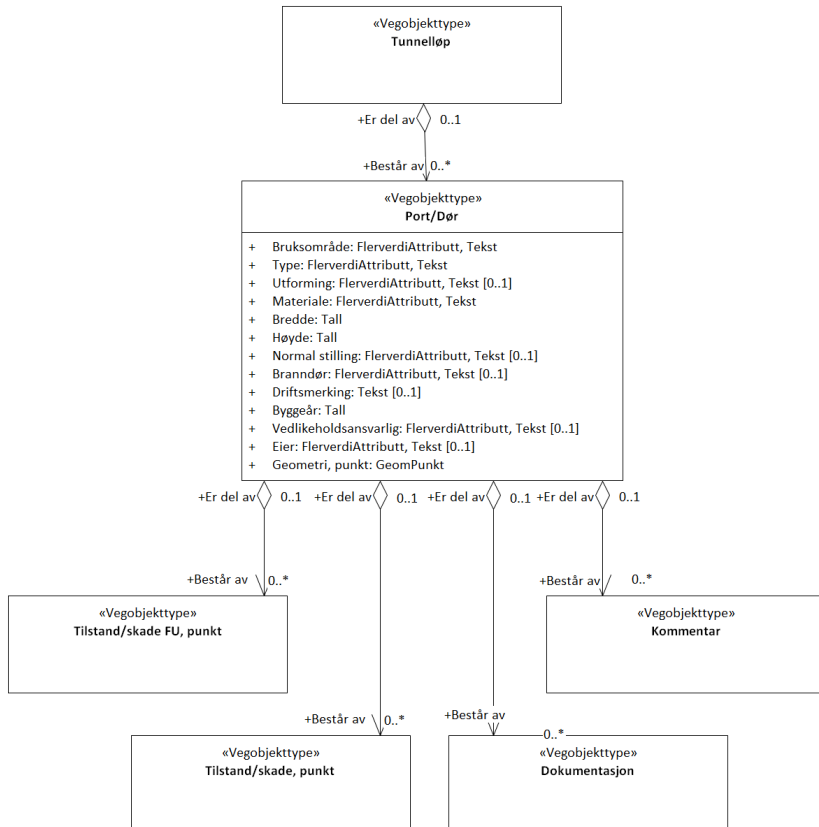 «Vegobjekttype»
Tunnelløp
+Er del av 0..1
+Består av 0..*
«Vegobjekttype»
Port/Dør
+ Bruksområde: FlerverdiAttributt, Tekst
+ Type: FlerverdiAttributt, Tekst
+ Utforming: FlerverdiAttributt, Tekst [0..1]
+ Materiale: FlerverdiAttributt, Tekst
+ Bredde: Tall
+ Høyde: Tall
+ Normal stilling: FlerverdiAttributt, Tekst [0..1]
+ Branndør: FlerverdiAttributt, Tekst [0..1]
+ Driftsmerking: Tekst [0..1]
+ Byggeår: Tall
+ Vedlikeholdsansvarlig: FlerverdiAttributt, Tekst [0..1]
+ Eier: FlerverdiAttributt, Tekst [0..1]
+ Geometri, punkt: GeomPunkt
+Er del av 0..1 +Er del av 0..1 +Er del av 0..1 +Er del av 0..1
+Består av 0..* +Består av 0..*
«Vegobjekttype»
Tilstand/skade FU, punkt
«Vegobjekttype»
Kommentar
+Består av 0..* +Består av 0..*
«Vegobjekttype»
Tilstand/skade, punkt
«Vegobjekttype»
Dokumentasjon